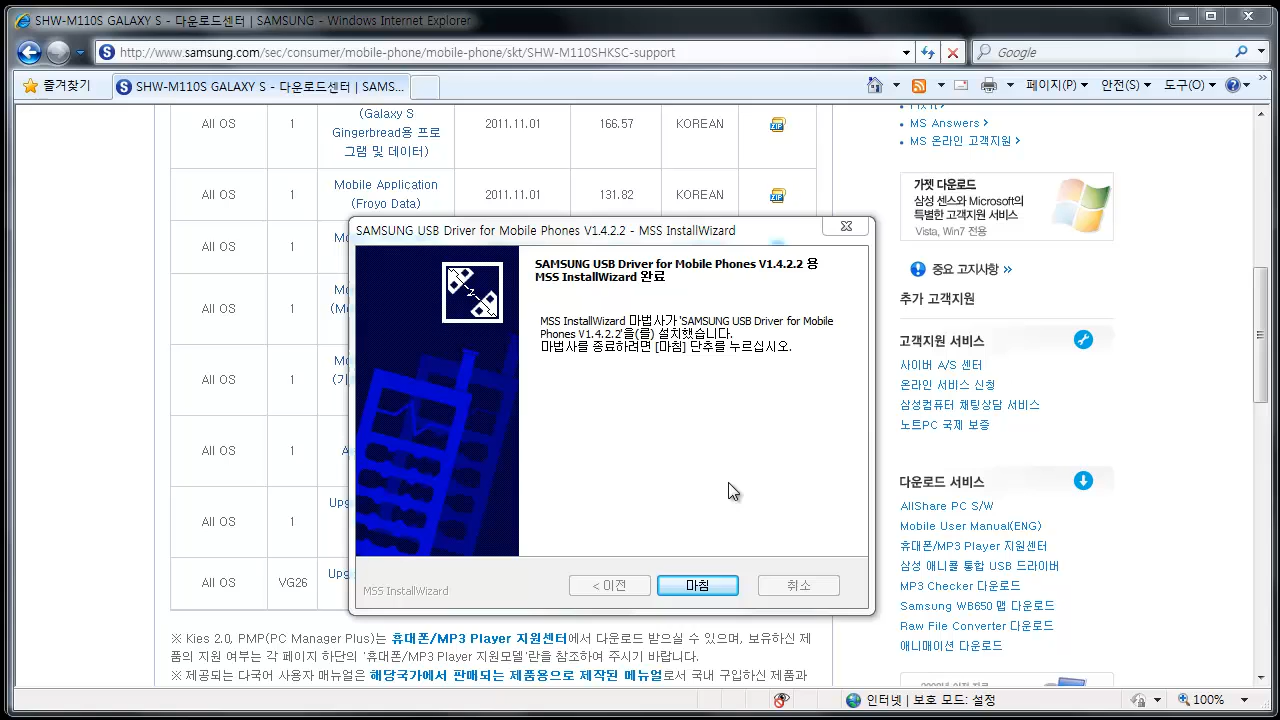 SHW-M110S GALAXY S - 다운로드센터 | SAMSUNG - Windows Internet Explorer
http://www.samsung.com/sec/consumer/mobile-phone/mobile-phone/skt/SHW-M110SHKSC-support
Google
즐겨찾기
SHW-M110S GALAXY S - 다운로드센터 | SAMS...
페이지(P)
안전(S)
도구(O)
All OS 1 (Galaxy S
Gingerbread용 프로
그램 및 데이터)
2011.11.01 166.57 KOREAN ZIP
All OS 1 Mobile Application
(Froyo Data)
2011.11.01 131.82 KOREAN ZIP
All OS 1
All OS 1
All OS 1
All OS 1
All OS 1 Upg
All OS VG26 Upg
SAMSUNG USB Driver for Mobile Phones V1.4.2.2 - MSS InstallWizard
SAMSUNG USB Driver for Mobile Phones V1.4.2.2 용
MSS InstallWizard 완료
MSS InstallWizard 마법사가 'SAMSUNG USB Driver for Mobile
Phones V1.4.2.2'을(를) 설치했습니다.
마법사를 종료하려면 [마침] 단추를 누르십시오.
MSS InstallWizard
< 이전
마침
취소
※ Kies 2.0, PMP(PC Manager Plus)는 휴대폰/MP3 Player 지원센터에서 다운로드 받으실 수 있으며, 보유하신 제
품의 지원 여부는 각 페이지 하단의 '휴대폰/MP3 Player 지원모델'란을 참조하여 주시기 바랍니다.
※ 제공되는 다국어 사용자 매뉴얼은 해당국가에서 판매되는 제품용으로 제작된 매뉴얼로서 국내 구입하신 제품과
MS Answers
MS 온라인 고객지원
가젯 다운로드
삼성 센스와 Microsoft의
특별한 고객지원 서비스
Vista, Win7 전용
중요 고지사항 »
추가 고객지원
고객지원 서비스
사이버 A/S 센터
온라인 서비스 신청
삼성컴퓨터 채팅상담 서비스
노트PC 국제 보증
다운로드 서비스
AllShare PC S/W
Mobile User Manual(ENG)
휴대폰/MP3 Player 지원센터
삼성 애니콜 통합 USB 드라이버
MP3 Checker 다운로드
Samsung WB650 맵 다운로드
Raw File Converter 다운로드
애니메이션 다운로드
인터넷 | 보호 모드: 설정
100%